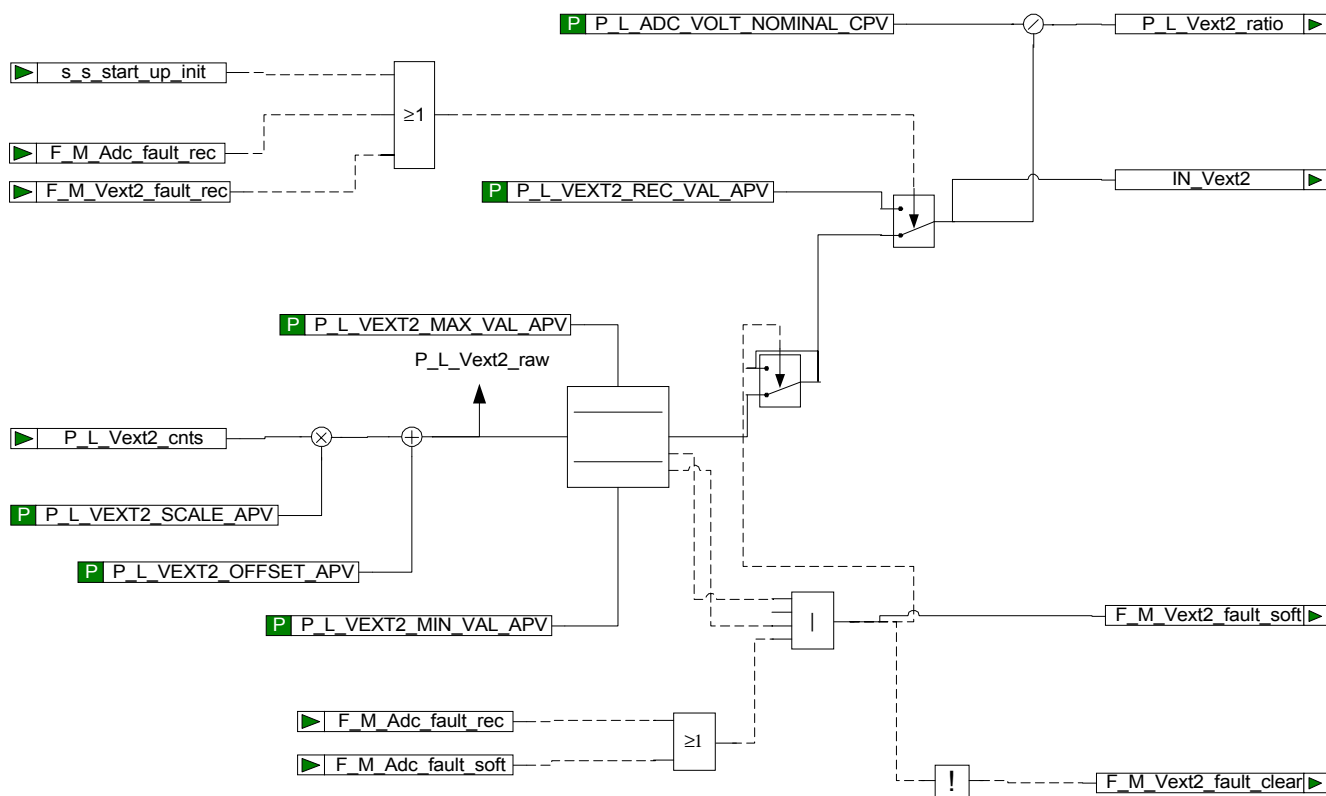 P P_L_ADC_VOLT_NOMINAL_CPV
P_L_Vext2_ratio
s_s_start_up_init
≥1
F_M_Adc_fault_rec
F_M_Vext2_fault_rec
P P_L_VEXT2_REC_VAL_APV
IN_Vext2
P P_L_VEXT2_MAX_VAL_APV
P_L_Vext2_raw
P_L_Vext2_cnts
P P_L_VEXT2_SCALE_APV
P P_L_VEXT2_OFFSET_APV
P P_L_VEXT2_MIN_VAL_APV
|
F_M_Vext2_fault_soft
F_M_Adc_fault_rec
≥1
F_M_Adc_fault_soft
!
F_M_Vext2_fault_clear